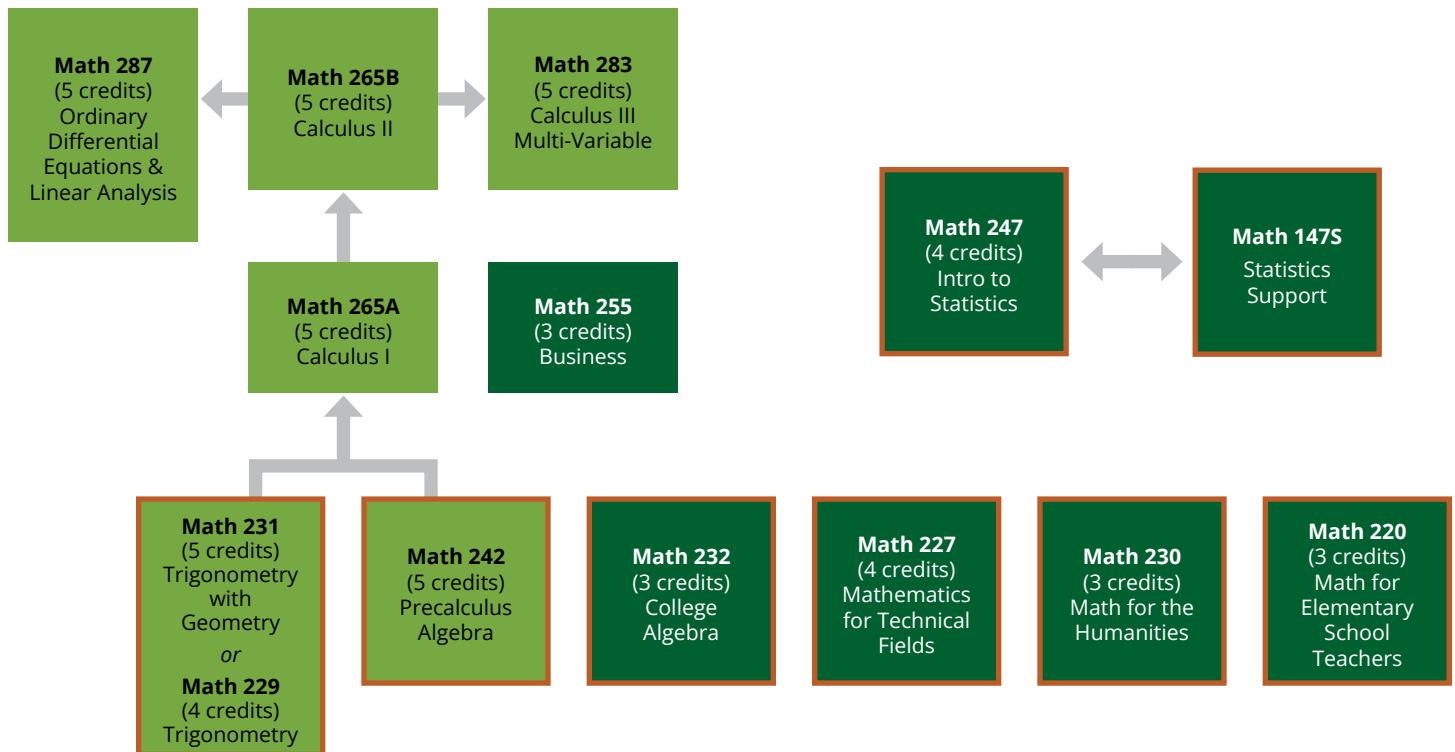 Math 287
(5 credits)
Ordinary
Differential
Equations &
Linear Analysis
Math 265B
(5 credits)
Calculus II
Math 283
(5 credits)
Calculus III
Multi-Variable
Math 247
(4 credits)
Intro to
Statistics
Math 147S
Statistics
Support
Math 265A
(5 credits)
Calculus I
Math 255
(3 credits)
Business
Math 231
(5 credits)
Trigonometry
with
Geometry
or
Math 229
(4 credits)
Trigonometry
Math 242
(5 credits)
Precalculus
Algebra
Math 232
(3 credits)
College
Algebra
Math 227
(4 credits)
Mathematics
for Technical
Fields
Math 230
(3 credits)
Math for the
Humanities
Math 220
(3 credits)
Math for
Elementary
School
Teachers